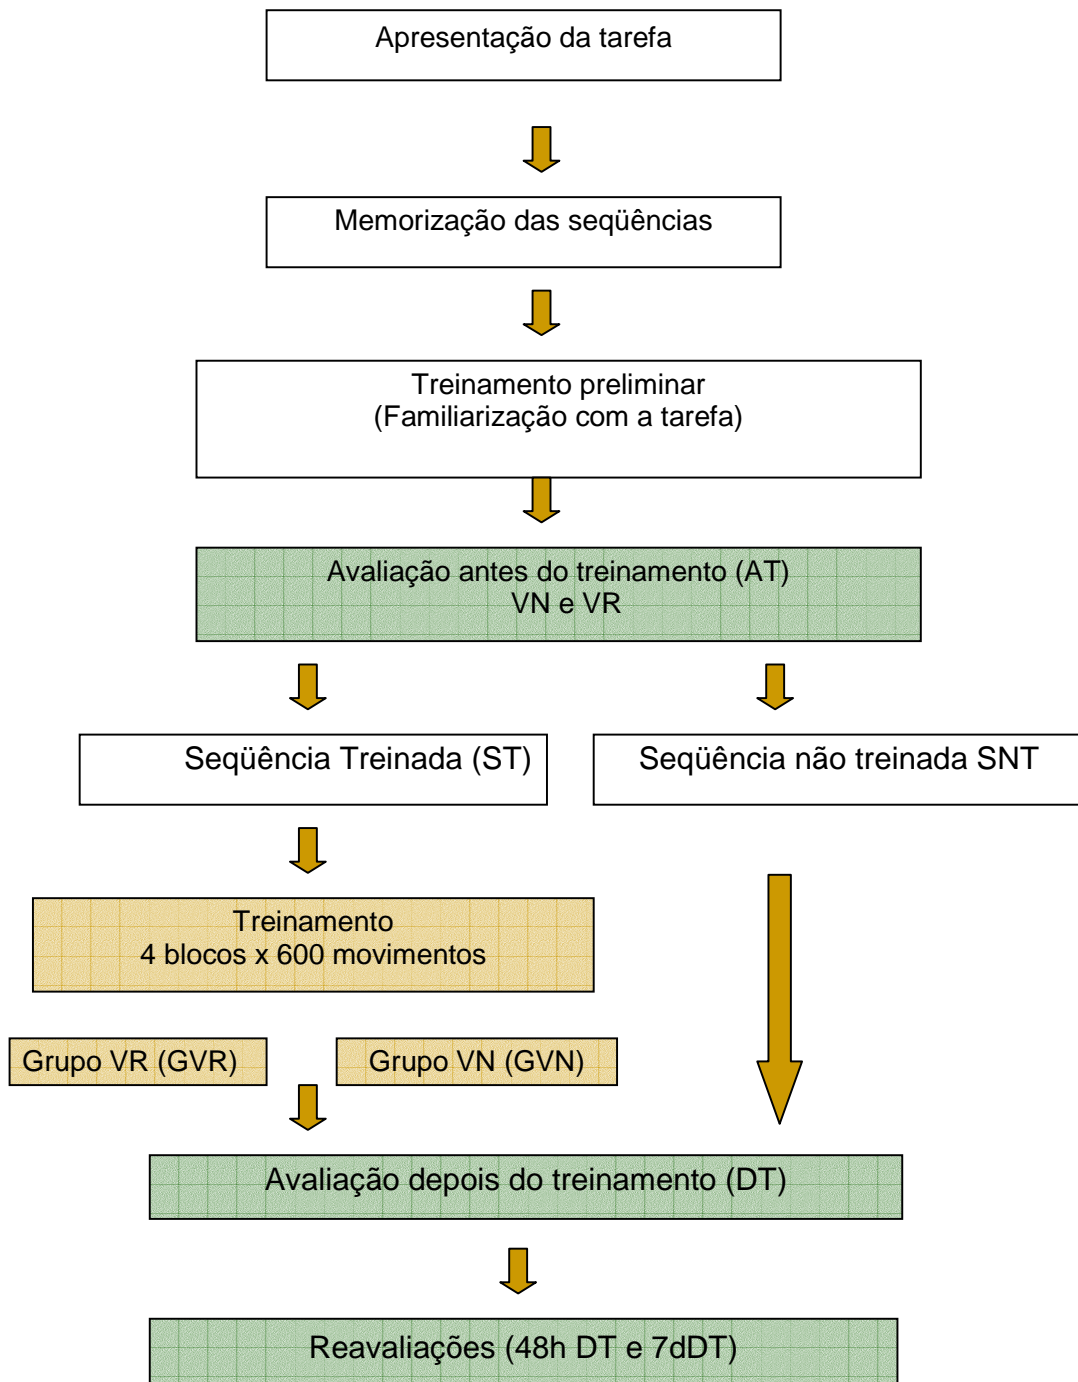 Apresentação da tarefa
Memorização das seqüências
Treinamento preliminar
(Familiarização com a tarefa)
Avaliação antes do treinamento (AT)
VN e VR
Seqüência Treinada (ST)
Seqüência não treinada SNT
Treinamento
4 blocos x 600 movimentos
Grupo VR (GVR)
Grupo VN (GVN)
Avaliação depois do treinamento (DT)
Reavaliações (48h DT e 7dDT)